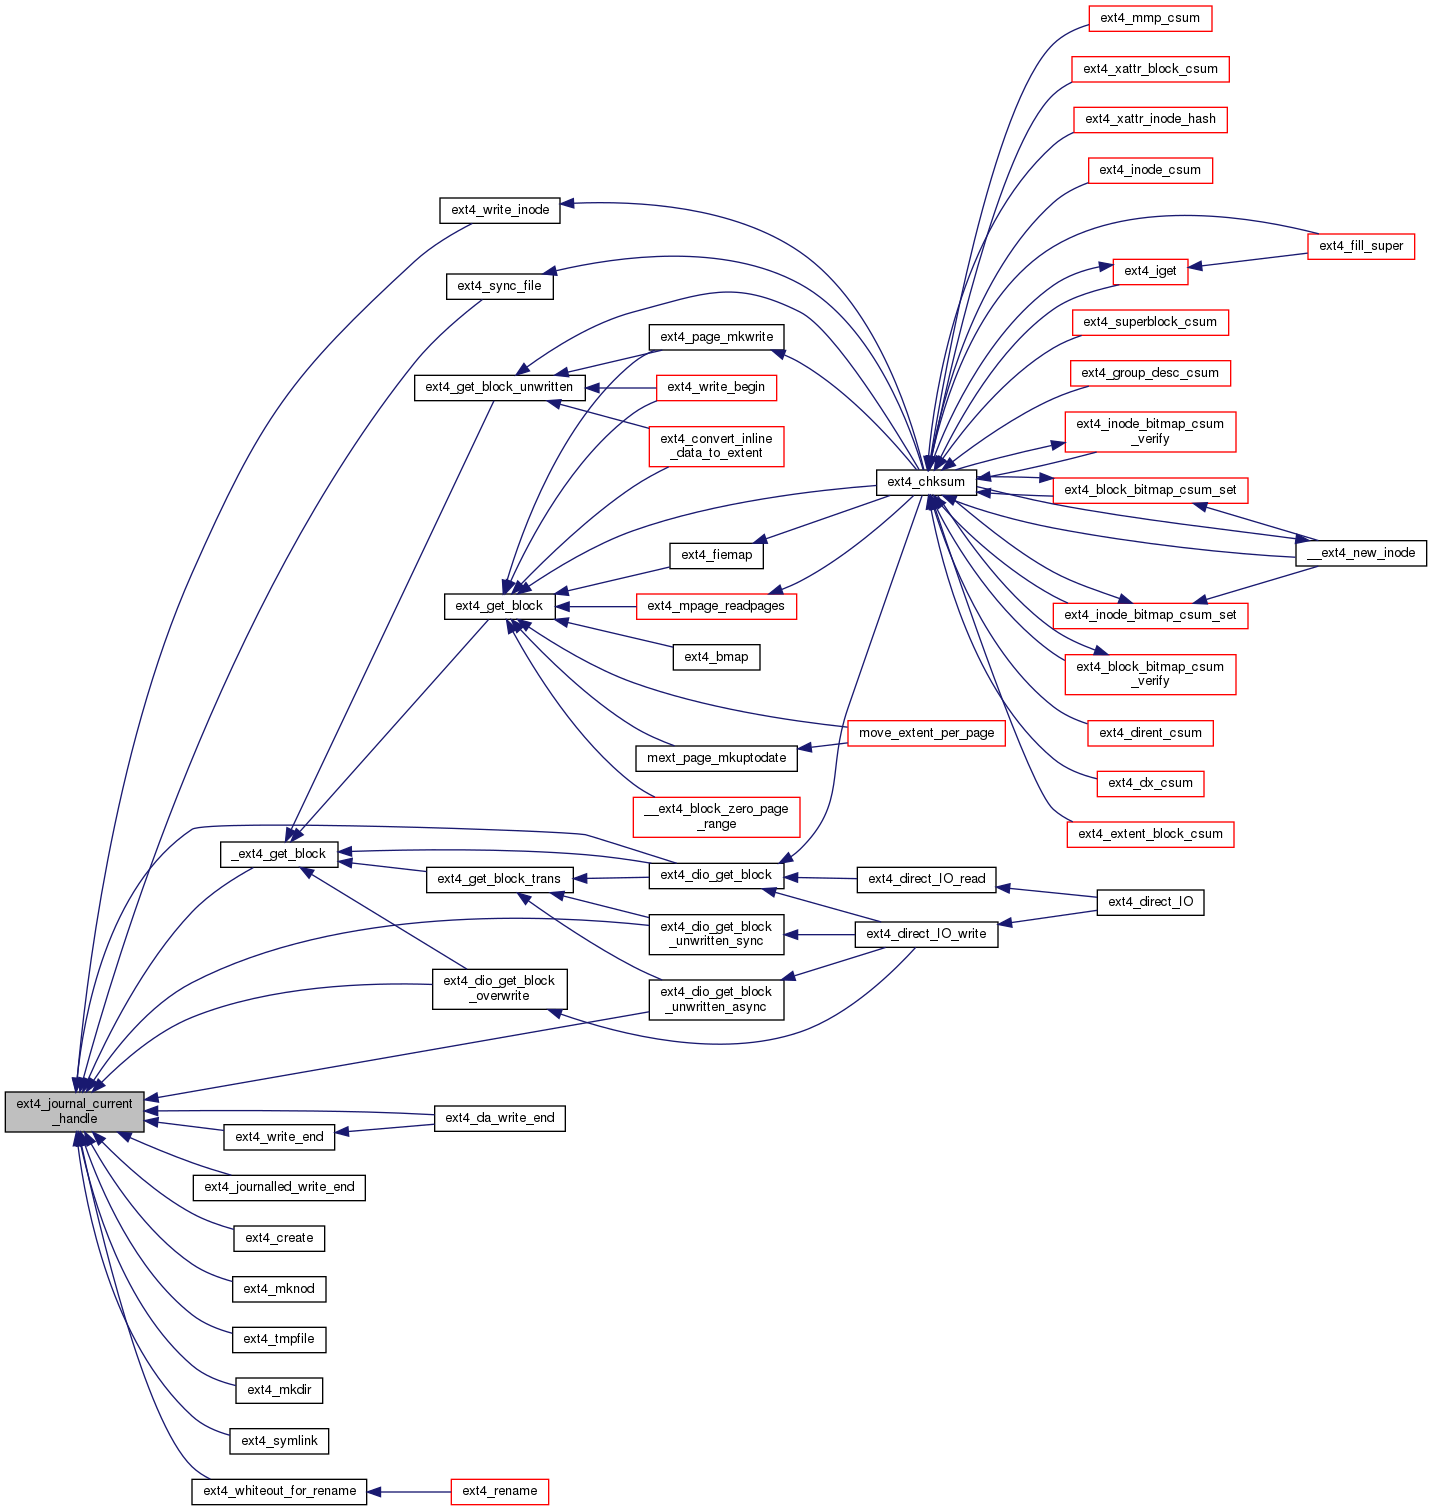 ext4_mmp_csum
ext4_xattr_block_csum
ext4_xattr_inode_hash
ext4_inode_csum
ext4_write_inode
ext4_fill_super
ext4_iget
ext4_sync_file
ext4_superblock_csum
ext4_page_mkwrite
ext4_group_desc_csum
ext4_get_block_unwritten
ext4_write_begin
ext4_inode_bitmap_csum
_verify
ext4_convert_inline
_data_to_extent
ext4_chksum
ext4_block_bitmap_csum_set
__ext4_new_inode
ext4_fiemap
ext4_get_block
ext4_mpage_readpages
ext4_inode_bitmap_csum_set
ext4_bmap
ext4_block_bitmap_csum
_verify
move_extent_per_page
ext4_dirent_csum
mext_page_mkuptodate
ext4_dx_csum
__ext4_block_zero_page
_range
ext4_extent_block_csum
_ext4_get_block
ext4_get_block_trans
ext4_dio_get_block
ext4_direct_IO_read
ext4_direct_IO
ext4_dio_get_block
_unwritten_sync
ext4_direct_IO_write
ext4_dio_get_block
_overwrite
ext4_dio_get_block
_unwritten_async
ext4_journal_current
_handle
ext4_da_write_end
ext4_write_end
ext4_journalled_write_end
ext4_create
ext4_mknod
ext4_tmpfile
ext4_mkdir
ext4_symlink
ext4_whiteout_for_rename
ext4_rename